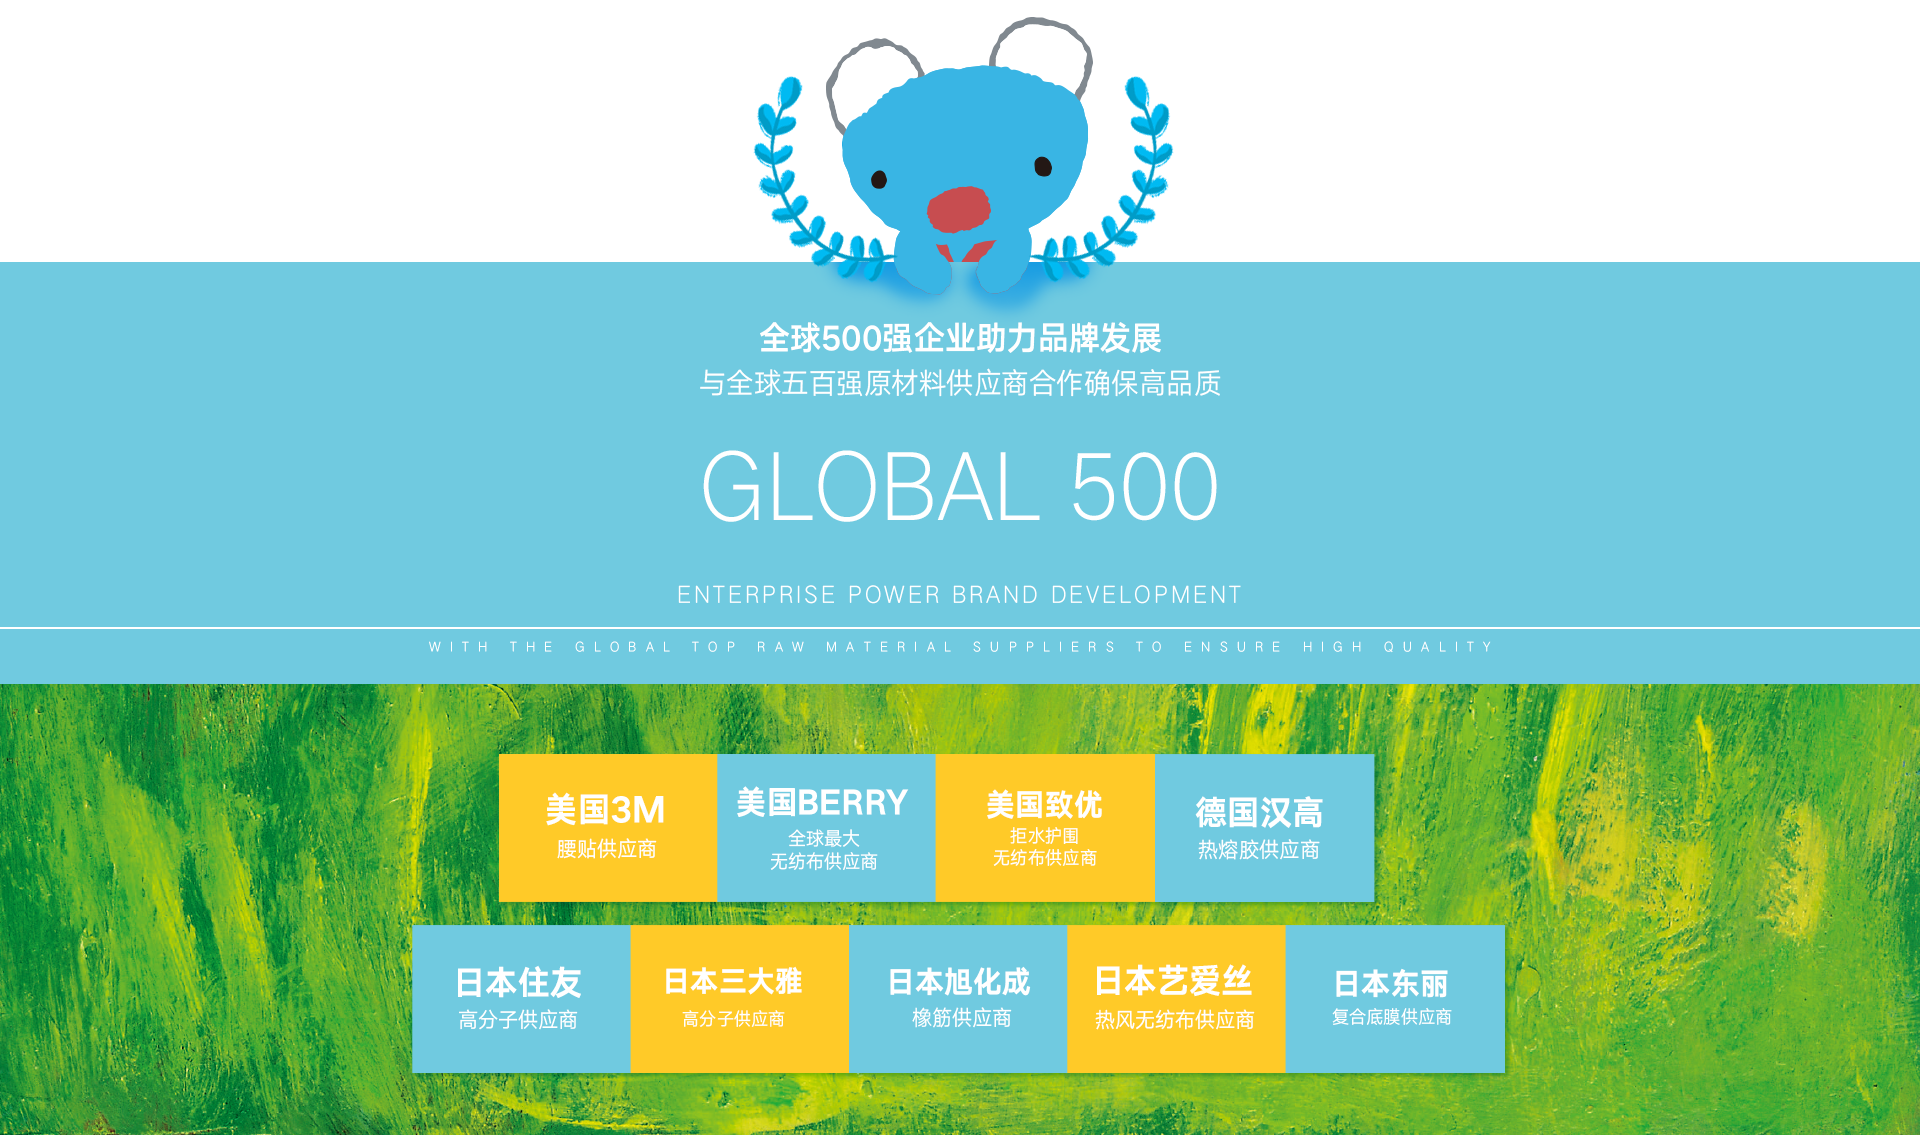 全球500强企业助力品牌发展
与全球五百强原材料供应商合作确保高品质
GLOBAL 500
ENTERPRISE POWER BRAND DEVELOPMENT
WITH THE GLOBAL TOP RAW MATERIAL SUPPLIERS TO ENSURE HIGH QUALITY
美国3M
腰贴供应商
美国BERRY
全球最大
无纺布供应商
美国致优
拒水护围
无纺布供应商
德国汉高
热熔胶供应商
日本住友
高分子供应商
日本三大雅
高分子供应商
日本旭化成
橡筋供应商
日本艺爱丝
热风无纺布供应商
日本东丽
复合底膜供应商